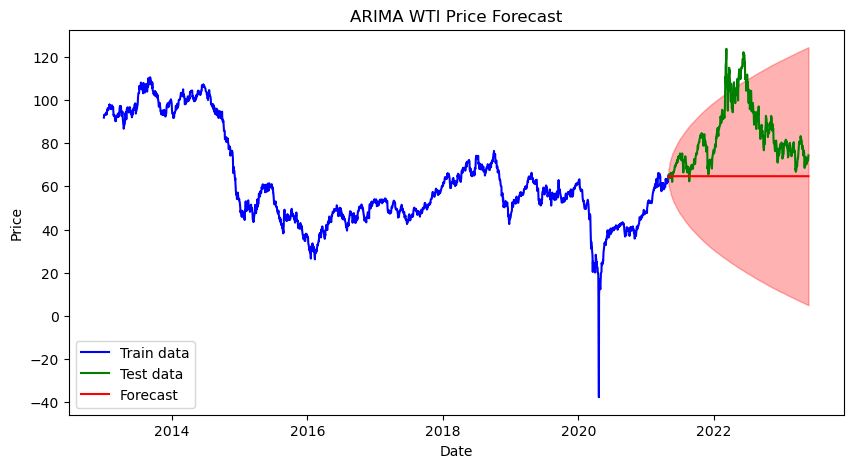 ARIMA WTI Price Forecast
120
100
80
60
40
20
0
−20
−40
Price
Train data
Test data
Forecast
2014
2016
2018
2020
2022
Date